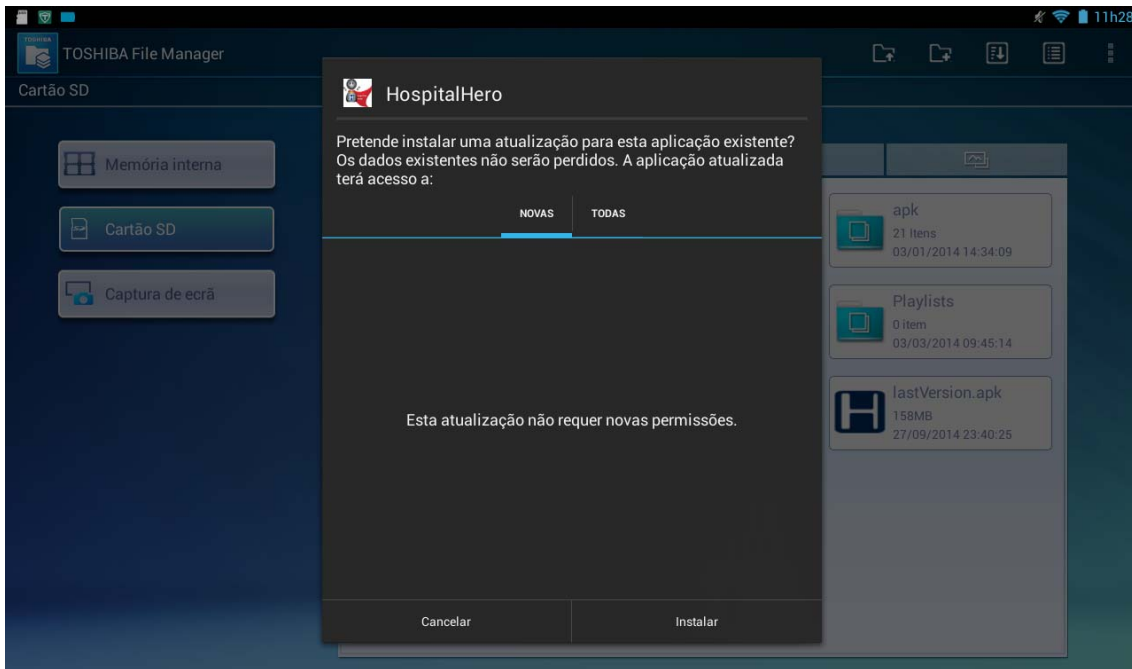 11h28
TOSHIBA
TOSHIBA File Manager
Cartão SD
Memória interna
Cartão SD
Captura de ecrã
HospitalHero
Pretende instalar uma atualização para esta aplicação existente?
Os dados existentes não serão perdidos. A aplicação atualizada
terá acesso a:
NOVAS
TODAS
Esta atualização não requer novas permissões.
Cancelar
Instalar
apk
21 Itens
03/01/2014 14:34:09
Playlists
0 item
03/03/2014 09:45:14
lastVersion.apk
158MB
27/09/2014 23:40:25